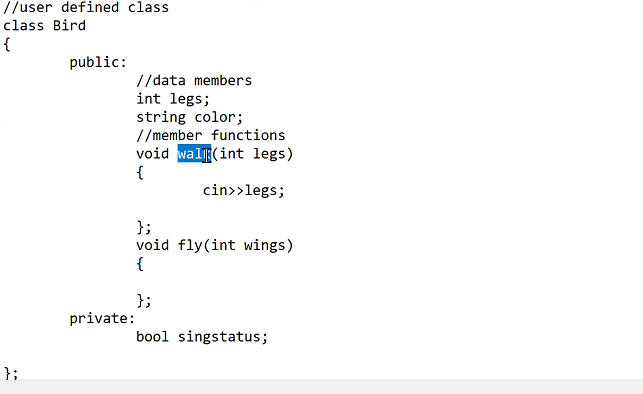 //user defined class
class Bird
{
public:
//data members
int legs;
string color;
//member functions
void walk(int legs)
{
cin>>legs;
};
void fly(int wings)
{
};
private:
bool singstatus;
};